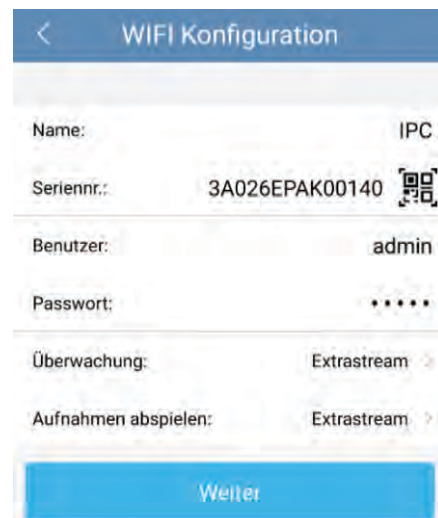 WIFI Konfiguration
Name: IPC
Seriennr.: 3A026EPAK00140
Benutzer: admin
Passwort: •••••
Überwachung: Extrastream
Aufnahmen abspielen: Extrastream
Weiter